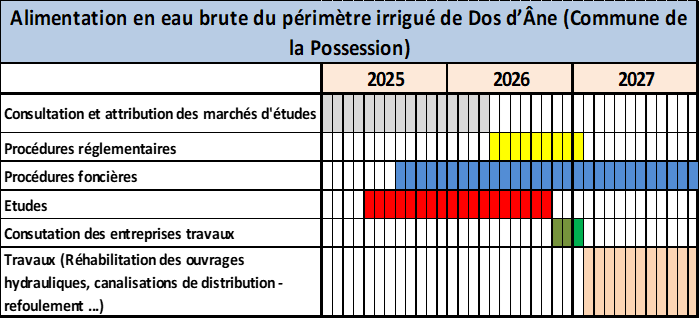 Alimentation en eau brute du périmètre irrigué de Dos d’Âne (Commune de
la Possession)
2025 2026 2027
Consultation et attribution des marchés d'études
Procédures réglementaires
Procédures foncières
Etudes
Consutation des entreprises travaux
Travaux (Réhabilitation des ouvrages
hydrauliques, canalisations de distribution -
refoulement ...)